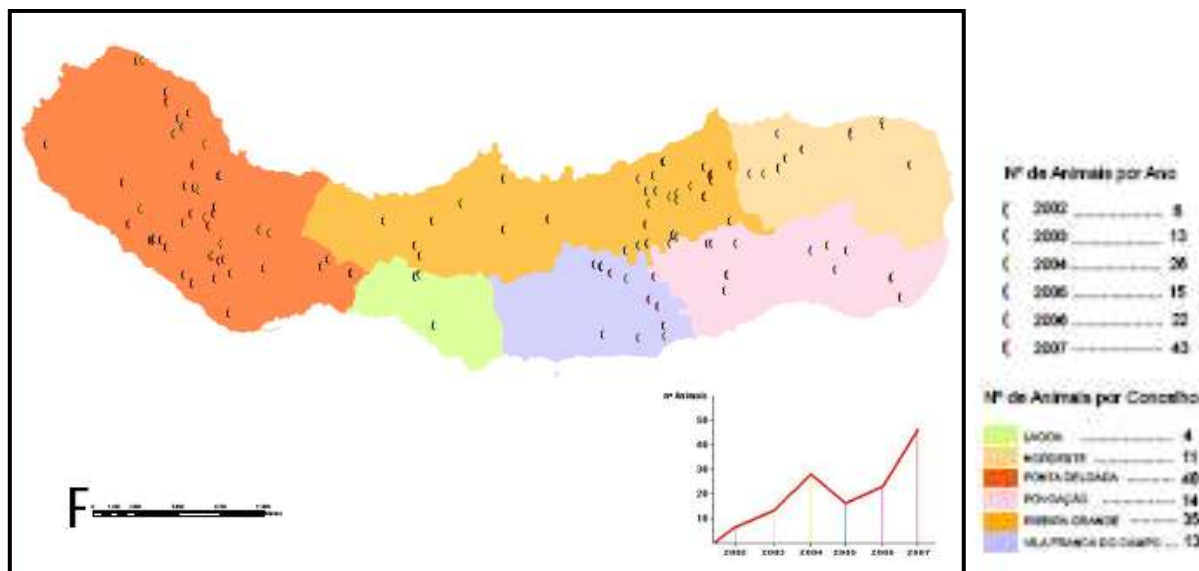 Nº Animais
50
40
30
20
10
2002 2003 2004 2005 2006 2007
F
Nº de Animais por Ano
2002
2003 13
2004 26
2005 15
2006 22
2007 43
Nº de Animais por Concelho
LAGOA 4
NORDESTE 11
PONTA DELGADA
POVOAÇÃO 14
RIBEIRA GRANDE 35
VILA FRANCA DO CAMPO ... 13